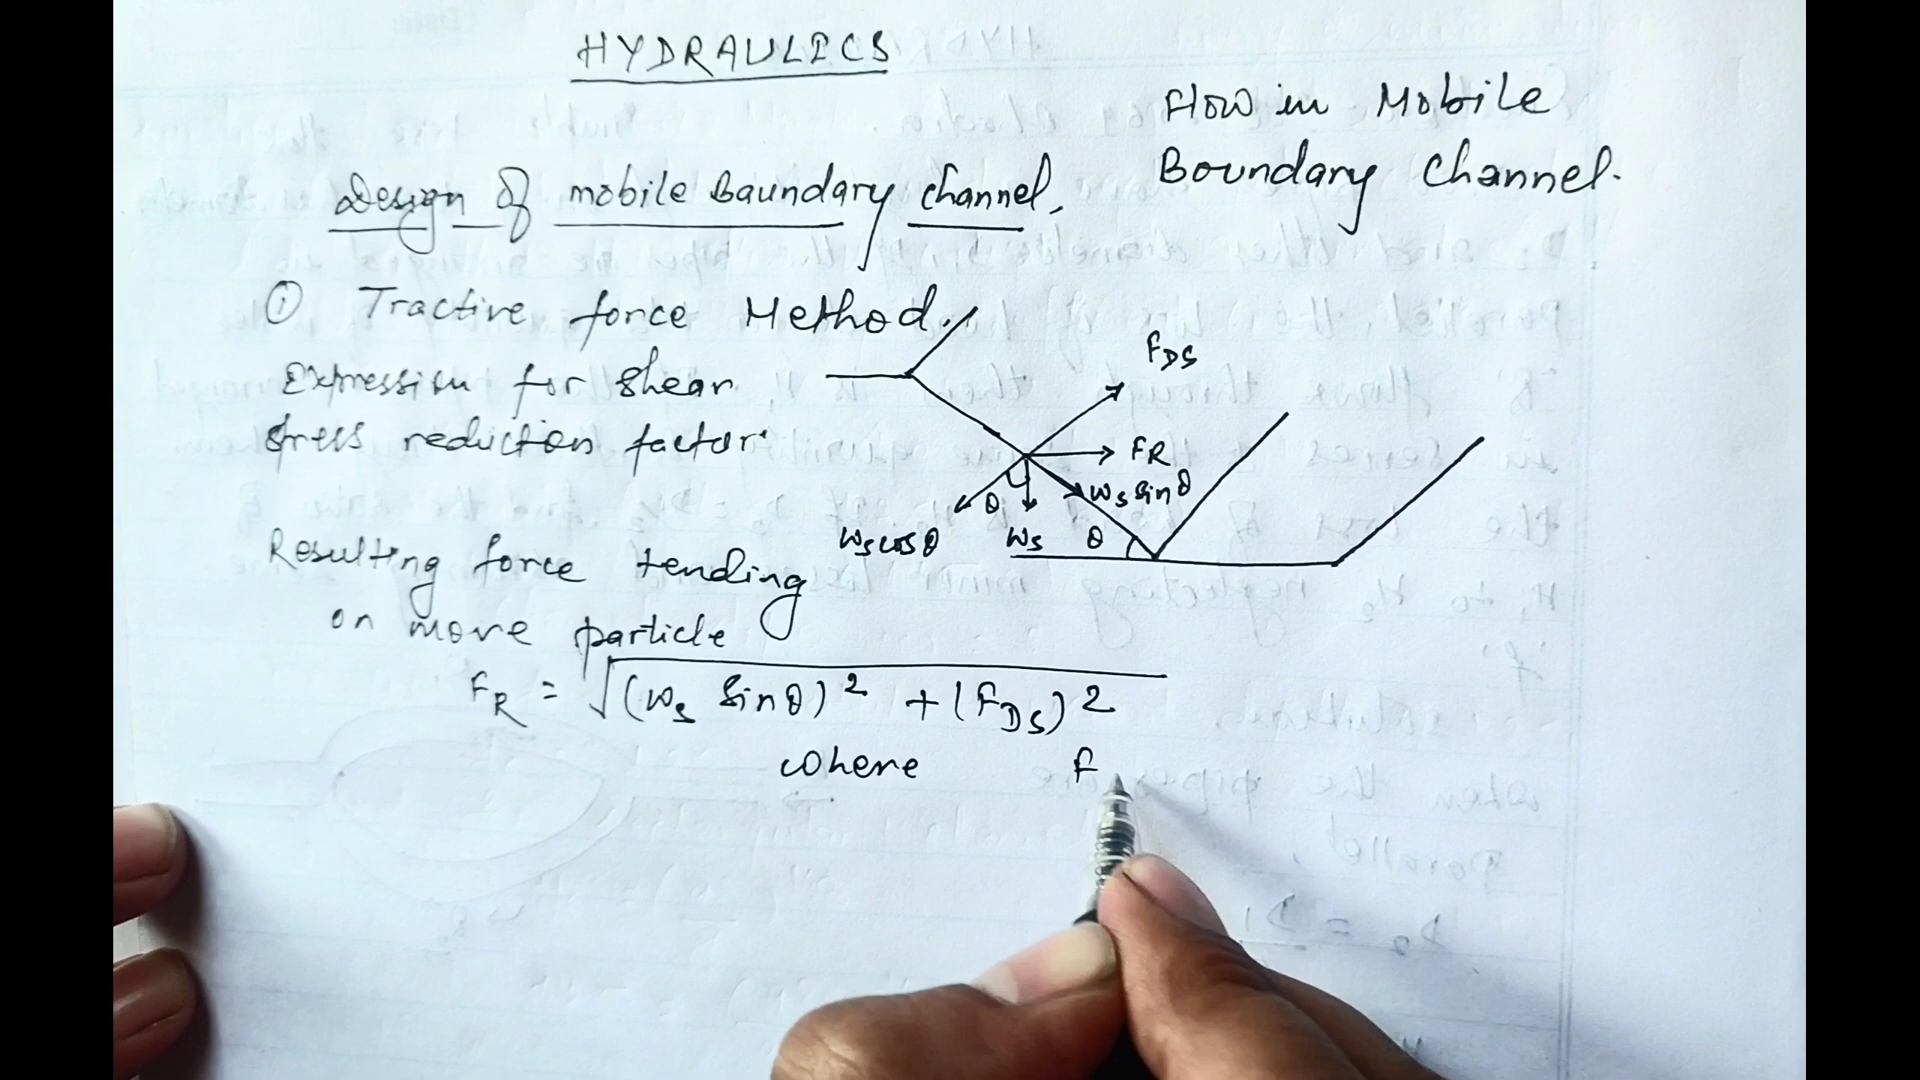 HYDRAULICS
Flow in Mobile
Boundary Channel.
Design of mobile Baundary channel,
① Tractive force Method.
Expression for shear
stress reduction factor.
FDS
FR
Ws sinθ
θ
Ws cosθ
Ws
θ
Resulting force tending
on move particle
FR = √(Ws sinθ)² + (FDS)²
where F